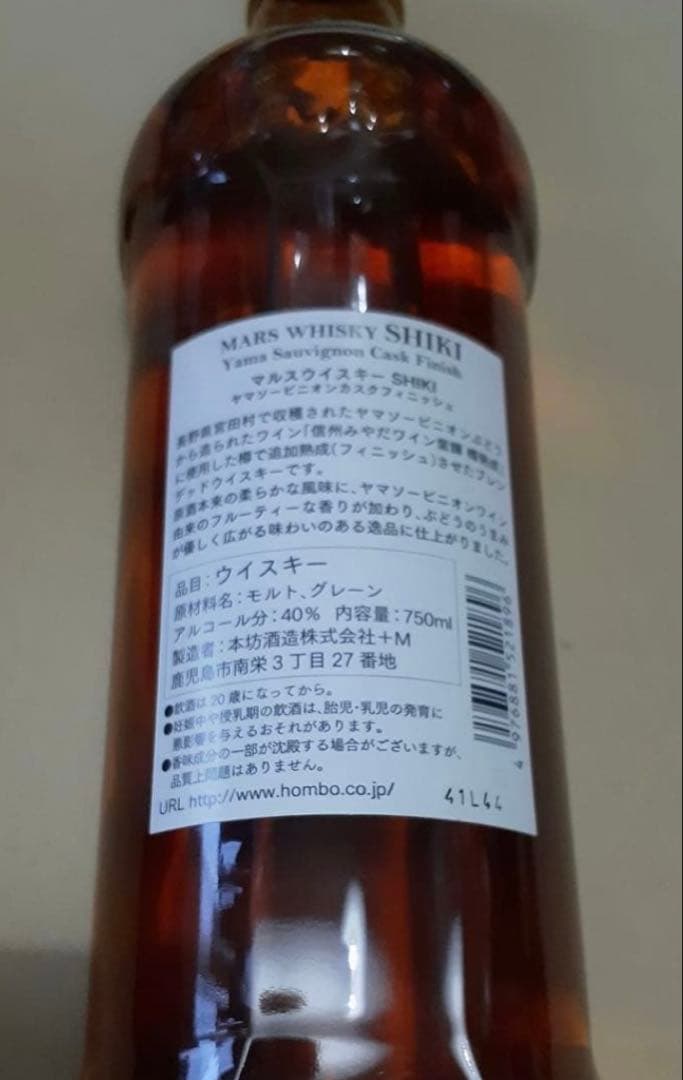 MARS WHISKY SHIKI
Yama Sauvignon Cask Finish
マルスウイスキー SHIKI
ヤマソービニオンカスクフィニッシュ
長野県宮田村で収穫されたヤマソービニオンぶどう
から造られたワイン「信州みやだワイン紫輝 樽熟成」
に使用した樽で追加熟成(フィニッシュ)させたブレン
デッドウイスキーです。
原酒本来の柔らかな風味に、ヤマソービニオンワイン
由来のフルーティーな香りが加わり、ぶどうのうまみ
が優しく広がる味わいのある逸品に仕上がりました。
品目:ウイスキー
原材料名:モルト、グレーン
アルコール分:40% 内容量:750ml
製造者:本坊酒造株式会社+M
鹿児島市南栄3丁目27番地
●飲酒は20歳になってから。
●妊娠中や授乳期の飲酒は、胎児・乳児の発育に
悪影響を与えるおそれがあります。
●香味成分の一部が沈殿する場合がございますが、
品質上問題はありません。
URL http://www.hombo.co.jp/
41L44